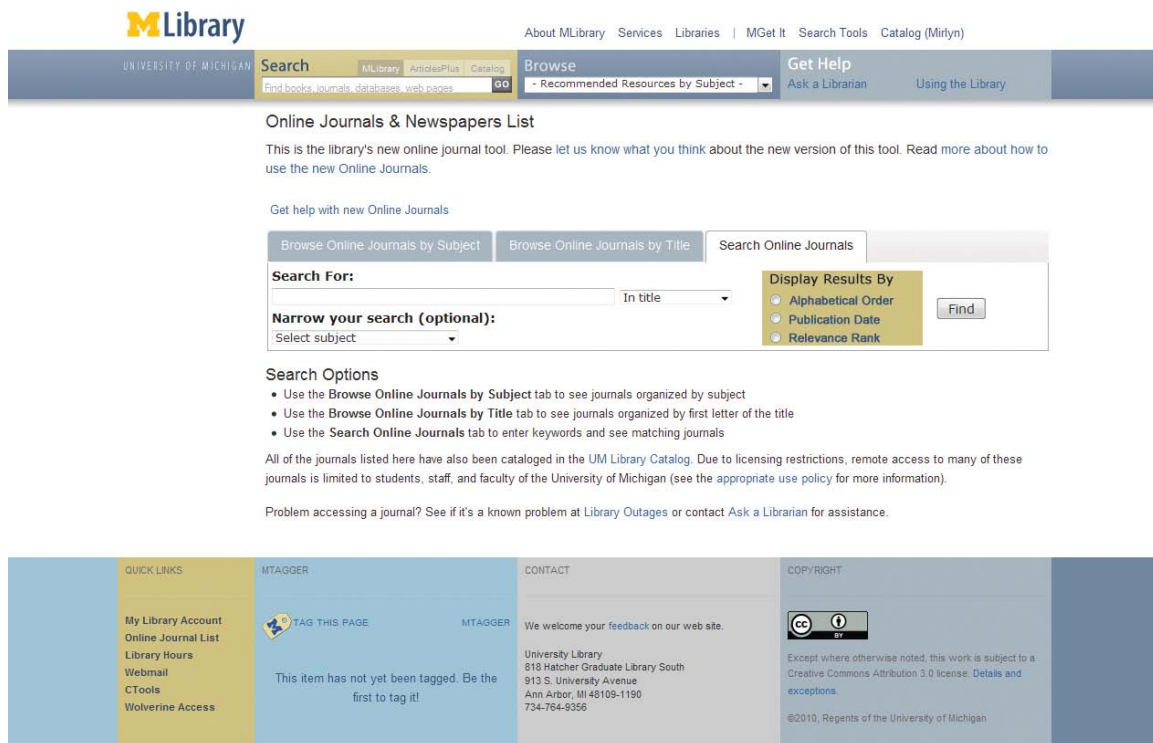 MLibrary
About MLibrary Services Libraries | MGet It Search Tools Catalog (Mirlyn)
UNIVERSITY OF MICHIGAN
Search MLibrary ArticlesPlus Catalog
Find books, journals, databases, web pages GO
Browse
- Recommended Resources by Subject -
Get Help
Ask a Librarian Using the Library
Online Journals & Newspapers List
This is the library's new online journal tool. Please let us know what you think about the new version of this tool. Read more about how to
use the new Online Journals.
Get help with new Online Journals
Browse Online Journals by Subject Browse Online Journals by Title Search Online Journals
Search For:
In title
Narrow your search (optional):
Select subject
Display Results By
Alphabetical Order
Publication Date
Relevance Rank
Find
Search Options
• Use the Browse Online Journals by Subject tab to see journals organized by subject
• Use the Browse Online Journals by Title tab to see journals organized by first letter of the title
• Use the Search Online Journals tab to enter keywords and see matching journals
All of the journals listed here have also been cataloged in the UM Library Catalog. Due to licensing restrictions, remote access to many of these
journals is limited to students, staff, and faculty of the University of Michigan (see the appropriate use policy for more information).
Problem accessing a journal? See if it's a known problem at Library Outages or contact Ask a Librarian for assistance.
QUICK LINKS
My Library Account
Online Journal List
Library Hours
Webmail
CTools
Wolverine Access
MTAGGER
M
TAG THIS PAGE MTAGGER
This item has not yet been tagged. Be the
first to tag it!
CONTACT
We welcome your feedback on our web site.
University Library
818 Hatcher Graduate Library South
913 S. University Avenue
Ann Arbor, MI 48109-1190
734-764-9356
COPYRIGHT
cc
BY
Except where otherwise noted, this work is subject to a
Creative Commons Attribution 3.0 license. Details and
exceptions.
©2010, Regents of the University of Michigan